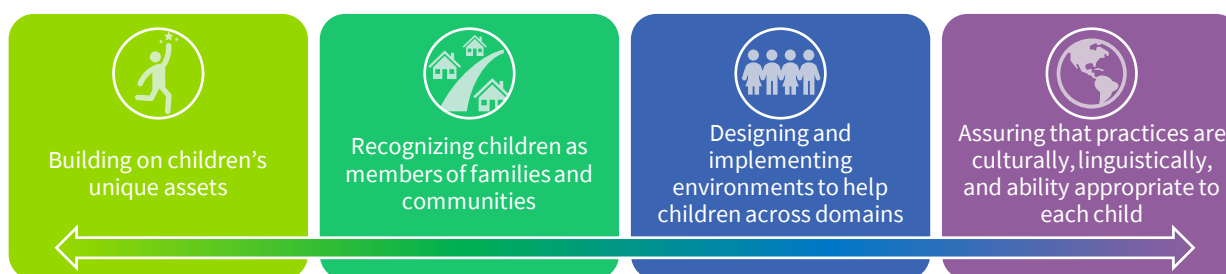 Building on children’s
unique assets
Recognizing children as
members of families and
communities
Designing and
implementing
environments to help
children across domains
Assuring that practices are
culturally, linguistically,
and ability appropriate to
each child